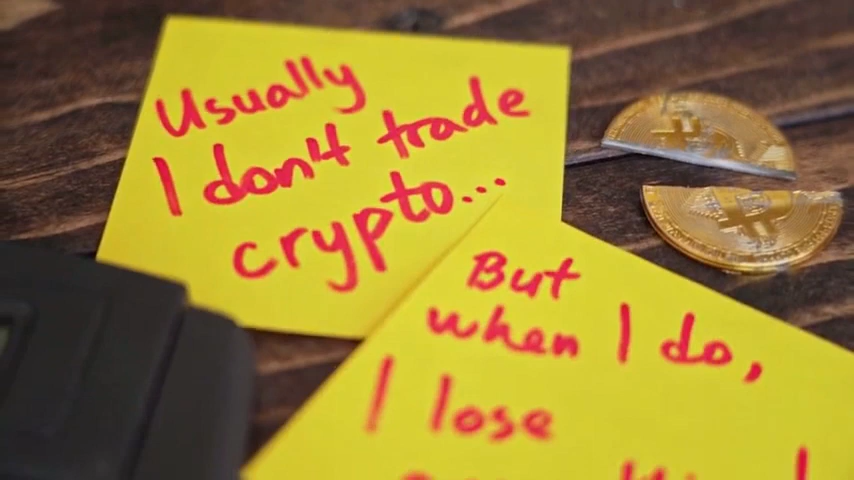 Usually
I don't trade
crypto...
But
when I do,
I lose